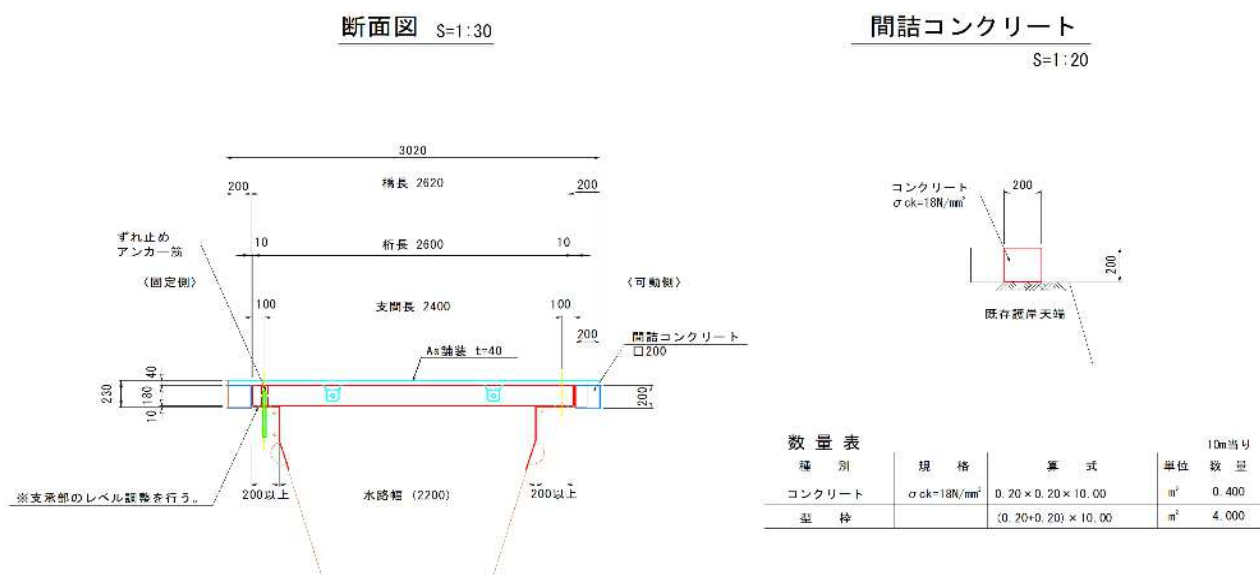 断面図 S=1:30
3020
200
橋長 2620
200
10
桁長 2600
10
ずれ止め
アンカー筋
〈固定側〉
〈可動側〉
100
支間長 2400
100
200
間詰コンクリート
□200
As舗装 t=40
40
230
180
10
200
※支承部のレベル調整を行う。
200以上
水路幅 (2200)
200以上
間詰コンクリート
S=1:20
コンクリート
σck=18N/mm²
200
200
既存護岸天端
数量表
10m当り
種 別 規 格 算 式 単位 数 量
コンクリート σck=18N/mm² 0.20×0.20×10.00 m² 0.400
型 枠 (0.20+0.20)×10.00 m² 4.000